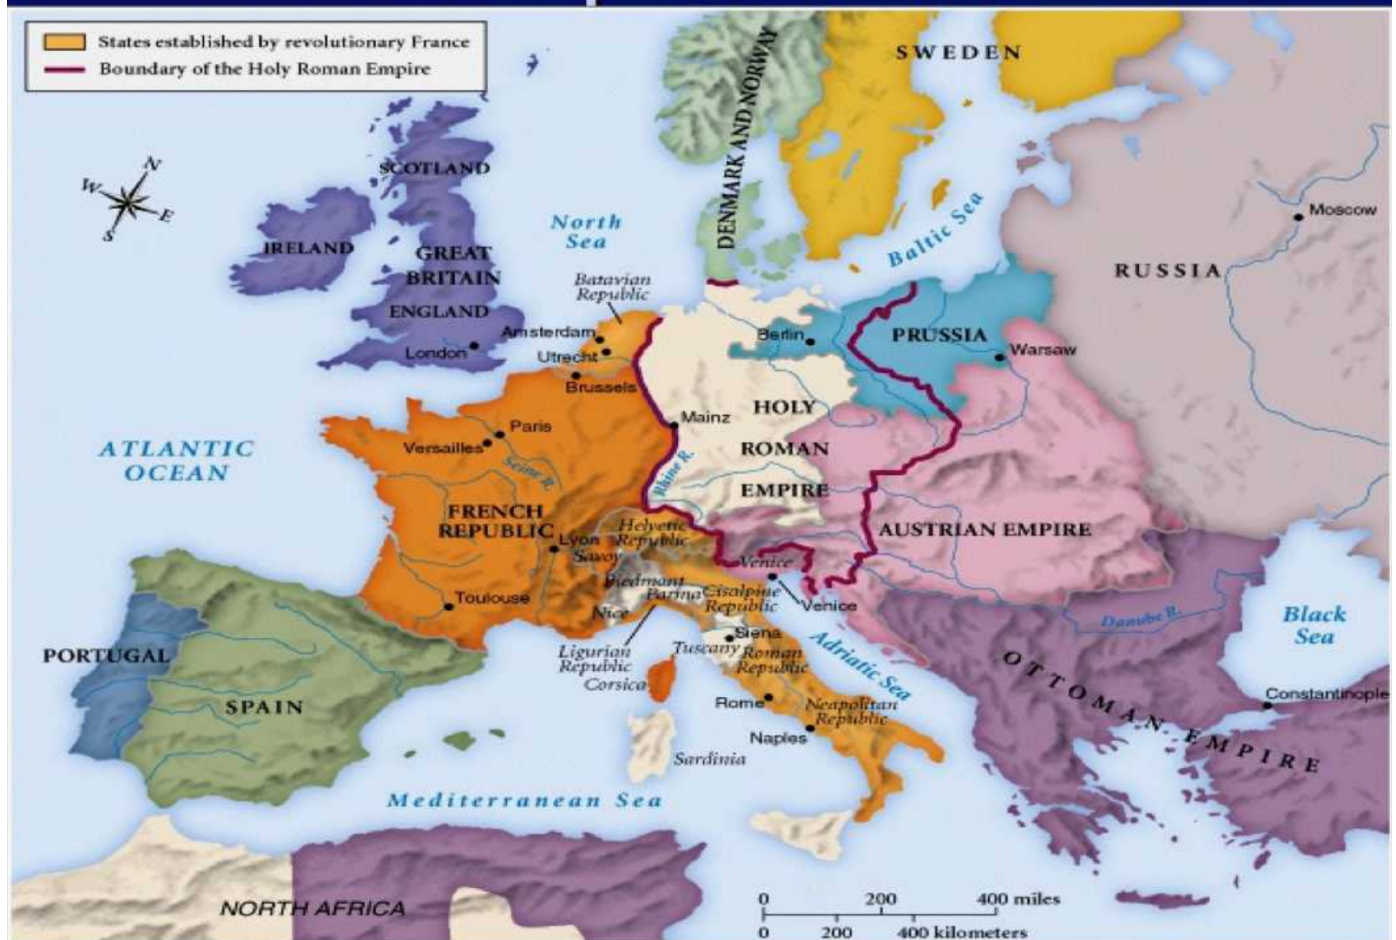 States established by revolutionary France
Boundary of the Holy Roman Empire
N
W
E
S
SWEDEN
DENMARK AND NORWAY
SCOTLAND
North
Sea
Baltic Sea
Moscow
IRELAND
GREAT
BRITAIN
RUSSIA
Batavian
Republic
ENGLAND
Amsterdam
Berlin
PRUSSIA
London
Utrecht
Warsaw
Brussels
HOLY
ROMAN
EMPIRE
Mainz
Paris
Versailles
Seine R.
Rhine R.
ATLANTIC
OCEAN
FRENCH
REPUBLIC
Helvetic
Republic
AUSTRIAN EMPIRE
Lyon
Savoy
Venice
Piedmont
Parma
Cisalpine
Republic
Venice
Toulouse
Nice
Danube R.
Black
Sea
Siena
Ligurian
Republic
Tuscany
Roman
Republic
Adriatic Sea
PORTUGAL
Corsica
OTTOMAN EMPIRE
SPAIN
Rome
Neapolitan
Republic
Constantinople
Naples
Sardinia
Mediterranean Sea
NORTH AFRICA
0 200 400 miles
0 200 400 kilometers